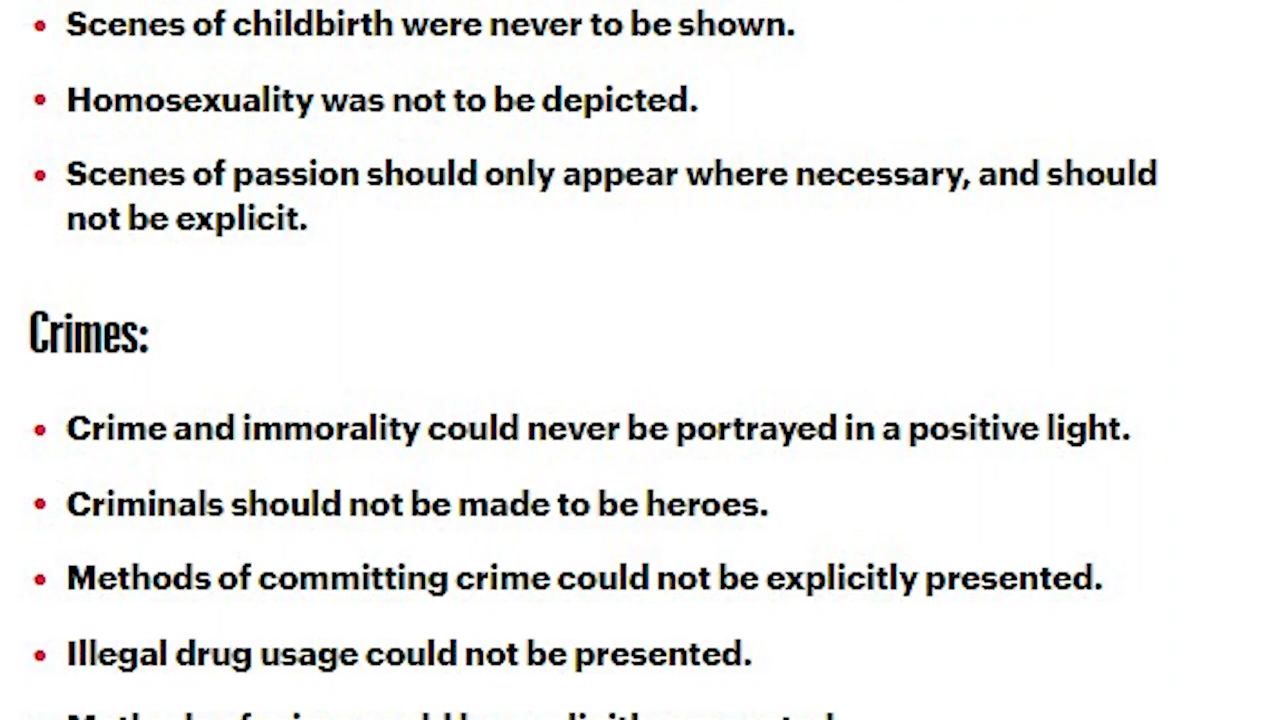 • Scenes of childbirth were never to be shown.
• Homosexuality was not to be depicted.
• Scenes of passion should only appear where necessary, and should
not be explicit.
Crimes:
• Crime and immorality could never be portrayed in a positive light.
• Criminals should not be made to be heroes.
• Methods of committing crime could not be explicitly presented.
• Illegal drug usage could not be presented.